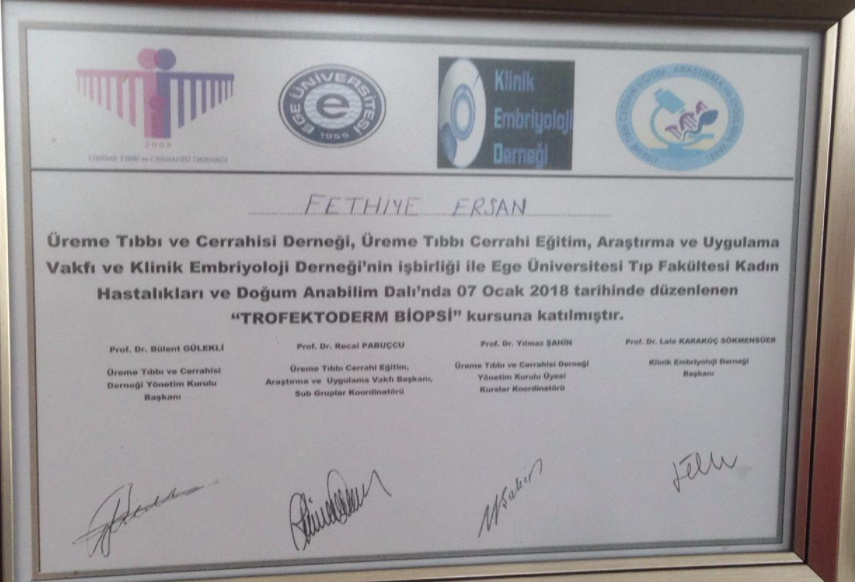 2008
ÜREME TIBBI ve CERRAHİSİ DERNEĞİ
EGE ÜNİVERSİTESİ
e
1955
Klinik
Embriyoloji
Derneği
FETHİYE ERSAN
Üreme Tıbbı ve Cerrahisi Derneği, Üreme Tıbbı Cerrahi Eğitim, Araştırma ve Uygulama
Vakfı ve Klinik Embriyoloji Derneği'nin işbirliği ile Ege Üniversitesi Tıp Fakültesi Kadın
Hastalıkları ve Doğum Anabilim Dalı'nda 07 Ocak 2018 tarihinde düzenlenen
"TROFEKTODERM BİOPSİ" kursuna katılmıştır.
Prof. Dr. Bülent GÜLEKLİ
Üreme Tıbbı ve Cerrahisi
Derneği Yönetim Kurulu
Başkanı
Prof. Dr. Recai PABUÇCU
Üreme Tıbbı Cerrahi Eğitim,
Araştırma ve Uygulama Vakfı Başkanı,
Sub Gruplar Koordinatörü
Prof. Dr. Yılmaz ŞAHİN
Üreme Tıbbı ve Cerrahisi Derneği
Yönetim Kurulu Üyesi
Kurslar Koordinatörü
Prof. Dr. Lale KARAKOÇ SÖKMENSÜER
Klinik Embriyoloji Derneği
Başkanı